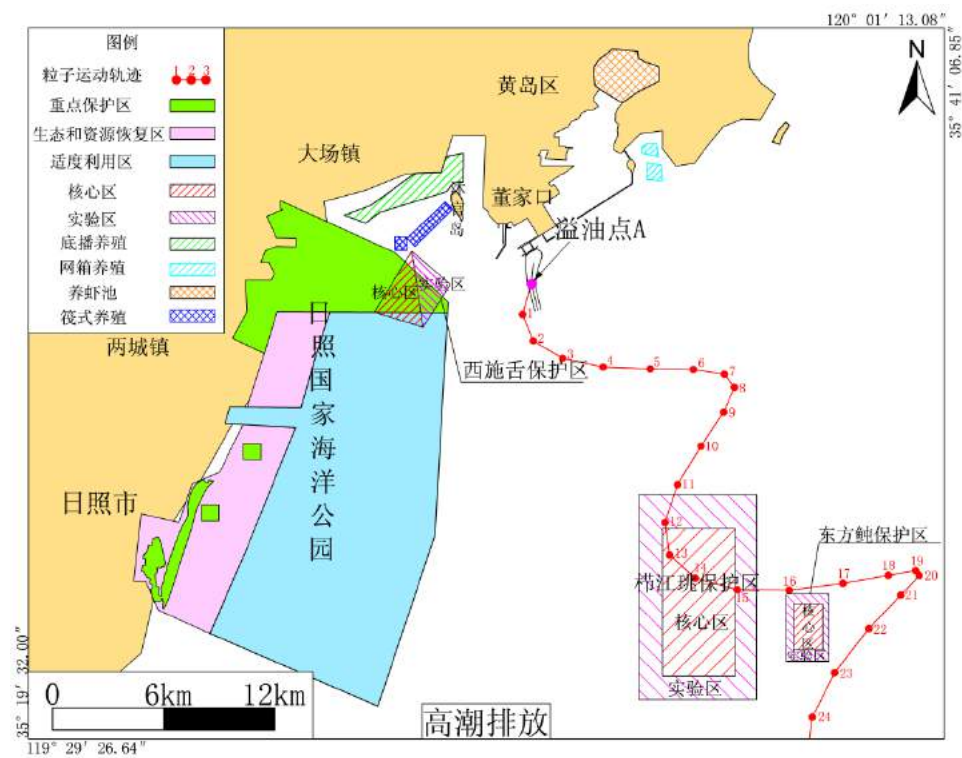 120° 01′ 13.08″
35° 41′ 06.85″
N
图例
粒子运动轨迹
1 2 3
重点保护区
生态和资源恢复区
适度利用区
核心区
实验区
底播养殖
网箱养殖
养虾池
筏式养殖
黄岛区
大场镇
董家口
溢油点A
核心区
实验区
两城镇
西施舌保护区
日照国家海洋公园
日照市
1
2
3
4
5
6
7
8
9
10
11
12
13
14
15
16
17
18
19
20
21
22
23
24
东方鲀保护区
栉江珧保护区
核心区
实验区
核心区
实验区
0 6km 12km
高潮排放
35° 19′ 32.00″
119° 29′ 26.64″